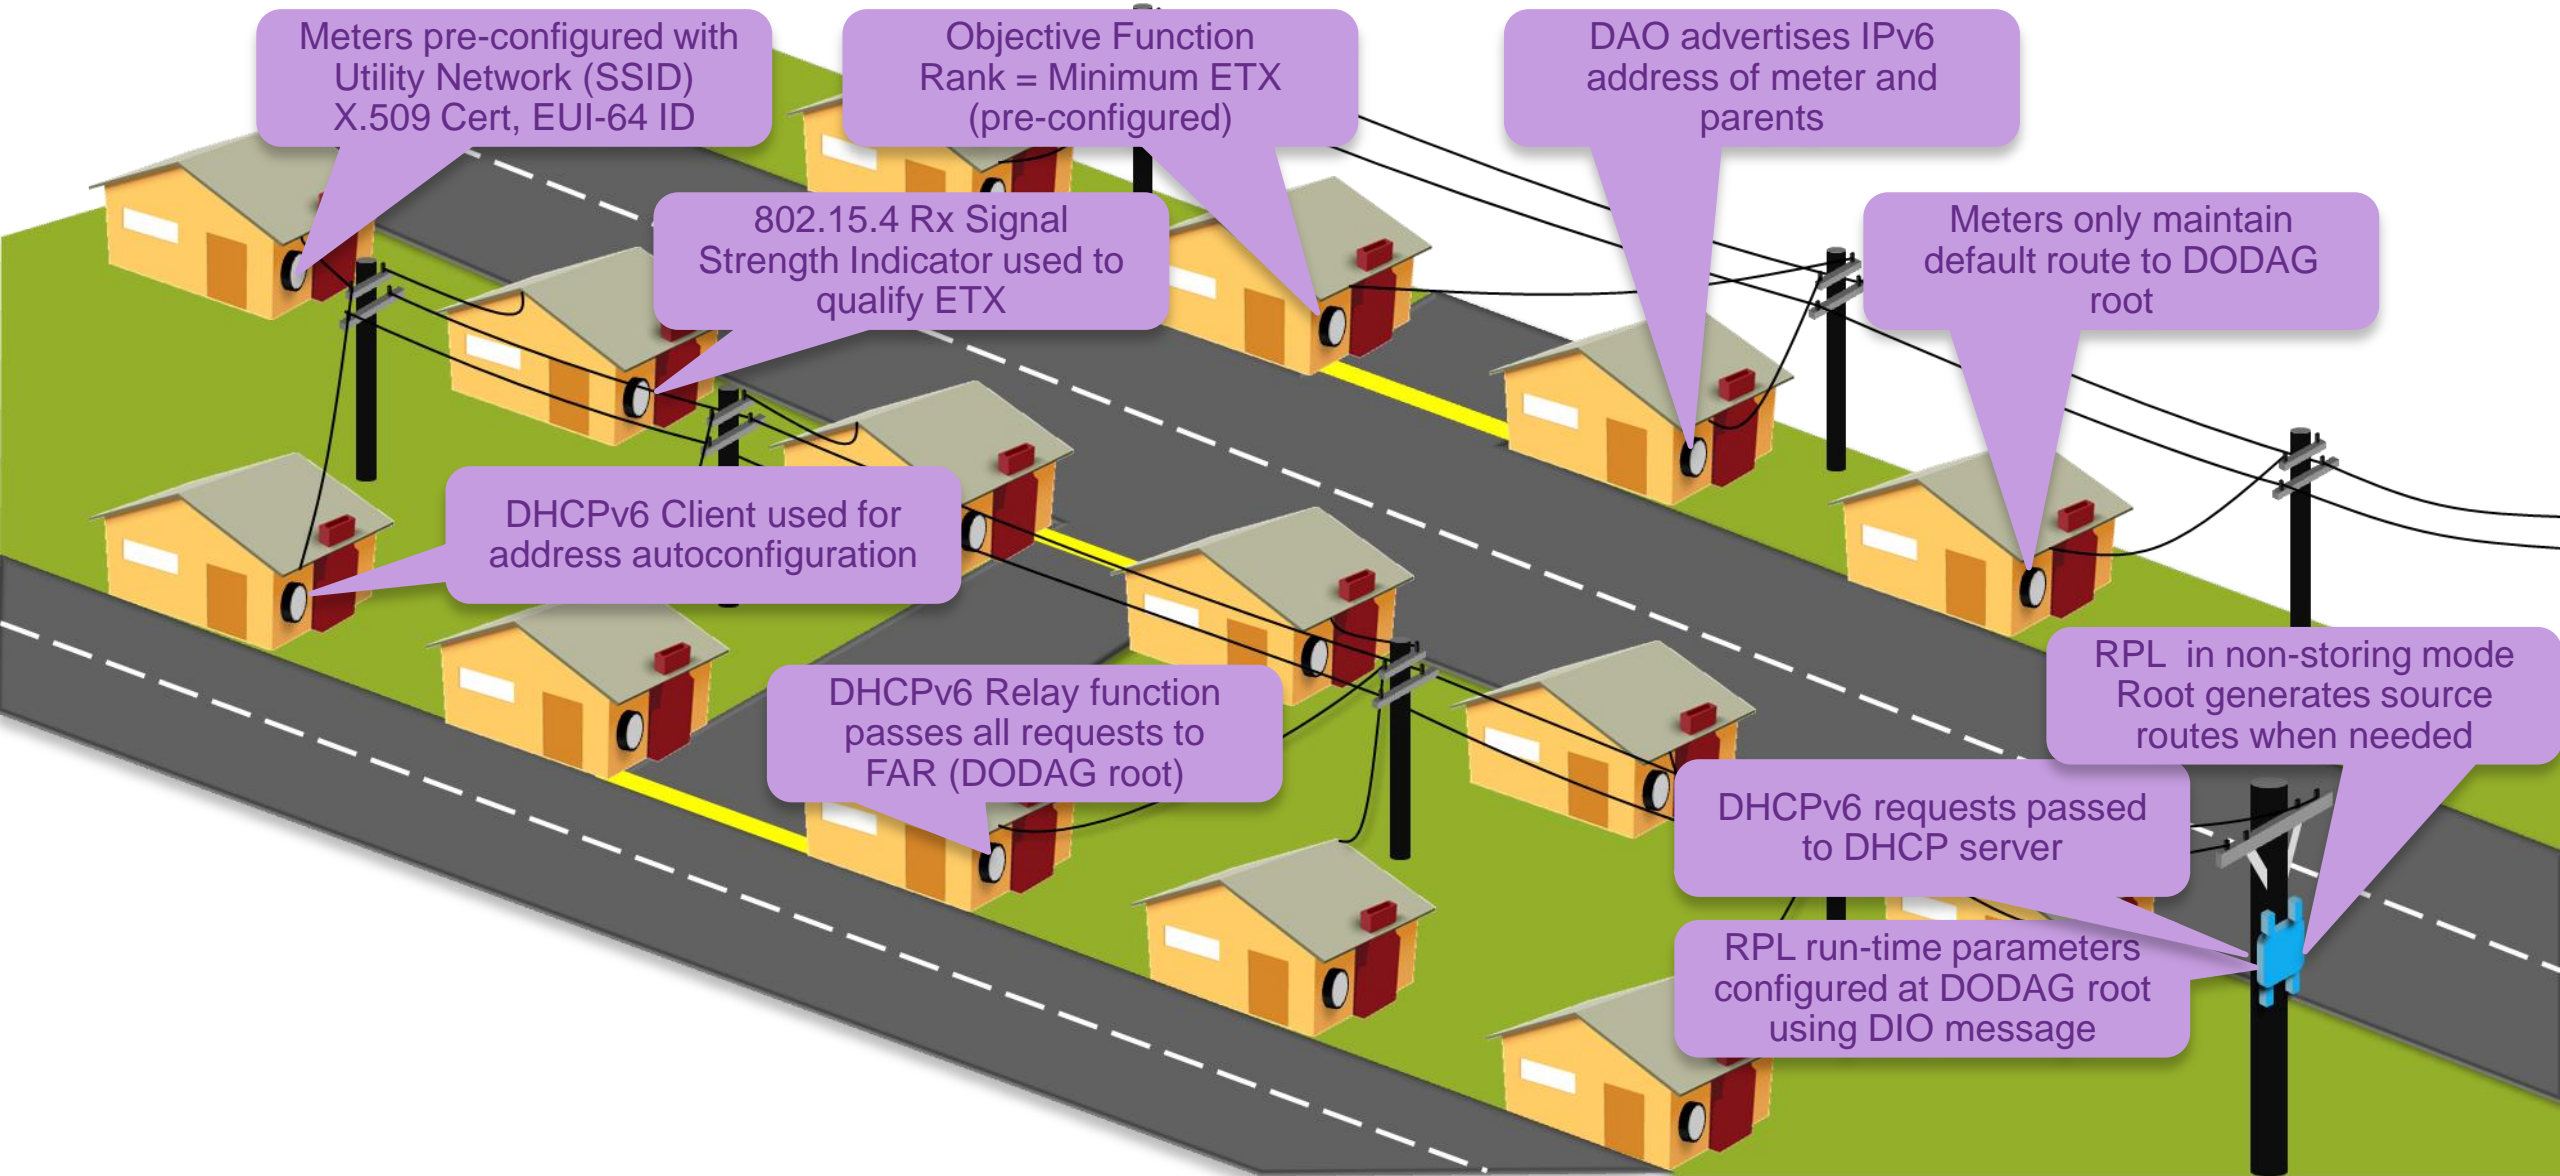 Meters pre-configured with
Utility Network (SSID)
X.509 Cert, EUI-64 ID
Objective Function
Rank = Minimum ETX
(pre-configured)
DAO advertises IPv6
address of meter and
parents
802.15.4 Rx Signal
Strength Indicator used to
qualify ETX
Meters only maintain
default route to DODAG
root
DHCPv6 Client used for
address autoconfiguration
DHCPv6 Relay function
passes all requests to
FAR (DODAG root)
RPL in non-storing mode
Root generates source
routes when needed
DHCPv6 requests passed
to DHCP server
RPL run-time parameters
configured at DODAG root
using DIO message